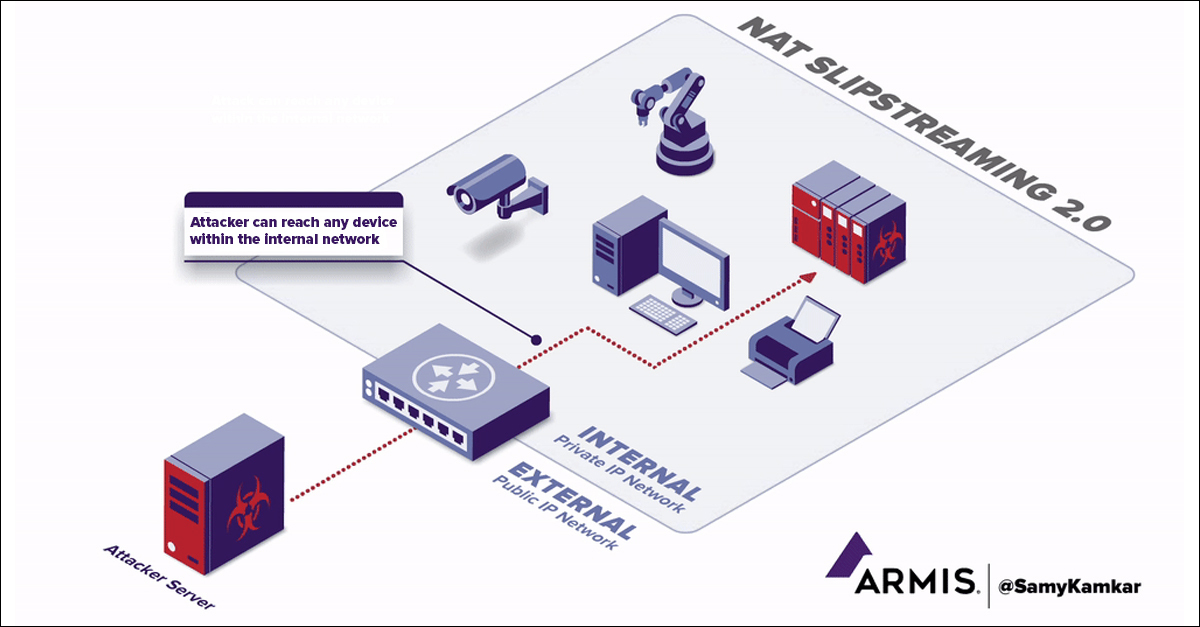 NAT SLIPSTREAMING 2.0
Attacker can reach any device
within the internal network
INTERNAL
Private IP Network
EXTERNAL
Public IP Network
Attacker Server
ARMIS.
@SamyKamkar